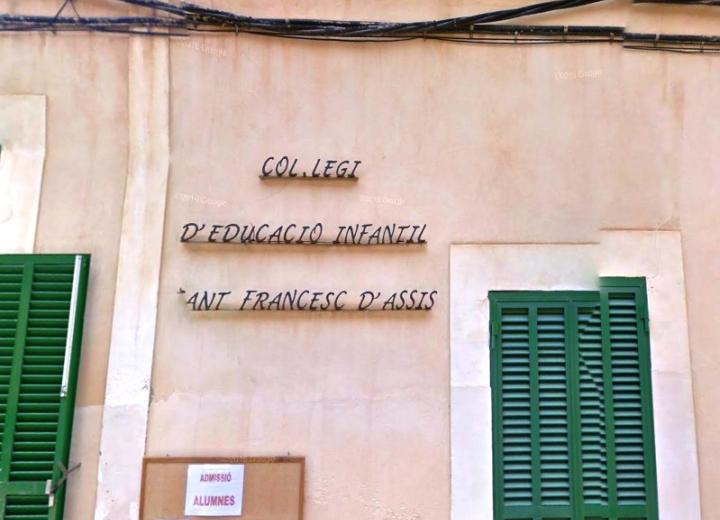 COL.LEGI
D'EDUCACIO INFANTIL
ANT FRANCESC D'ASSIS
ADMISSIÓ
ALUMNES